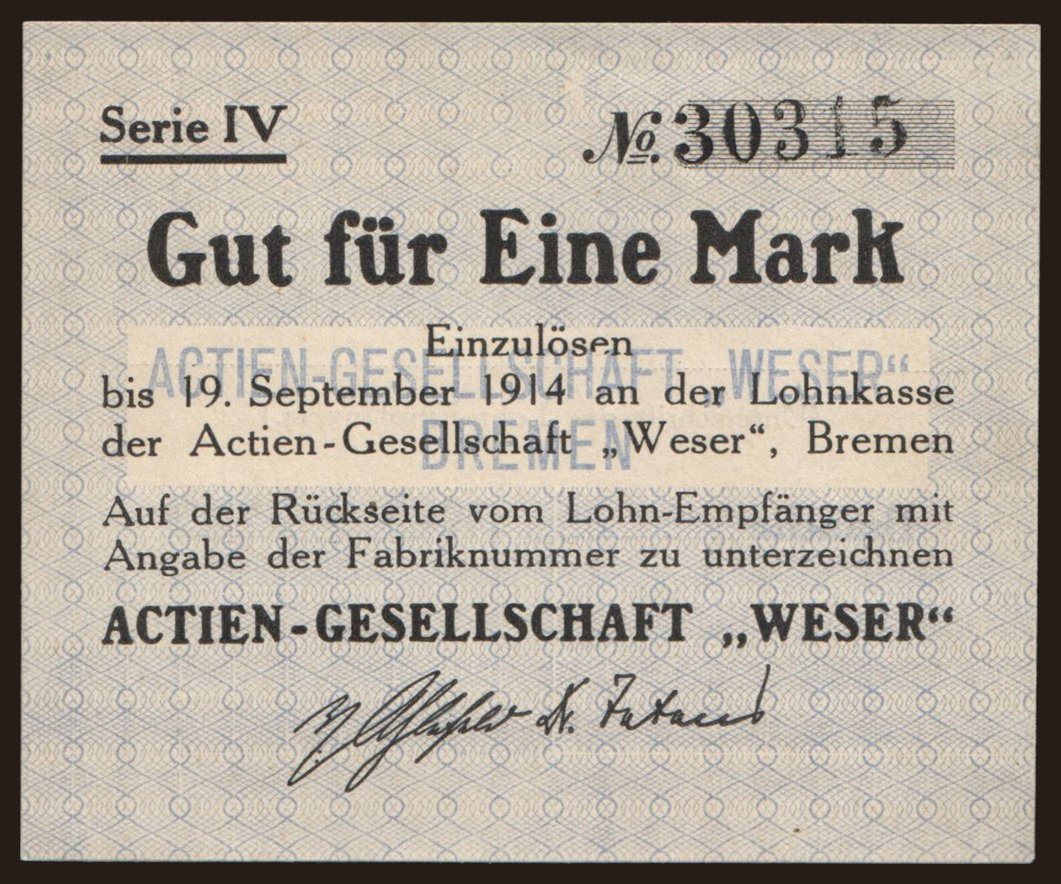 Serie IV
No. 30315
Gut für Eine Mark
Einzulösen
ACTIEN-GESELLSCHAFT „WESER“
bis 19. September 1914 an der Lohnkasse
der Actien-Gesellschaft „Weser“, Bremen
BREMEN
Auf der Rückseite vom Lohn-Empfänger mit
Angabe der Fabriknummer zu unterzeichnen
ACTIEN-GESELLSCHAFT „WESER“